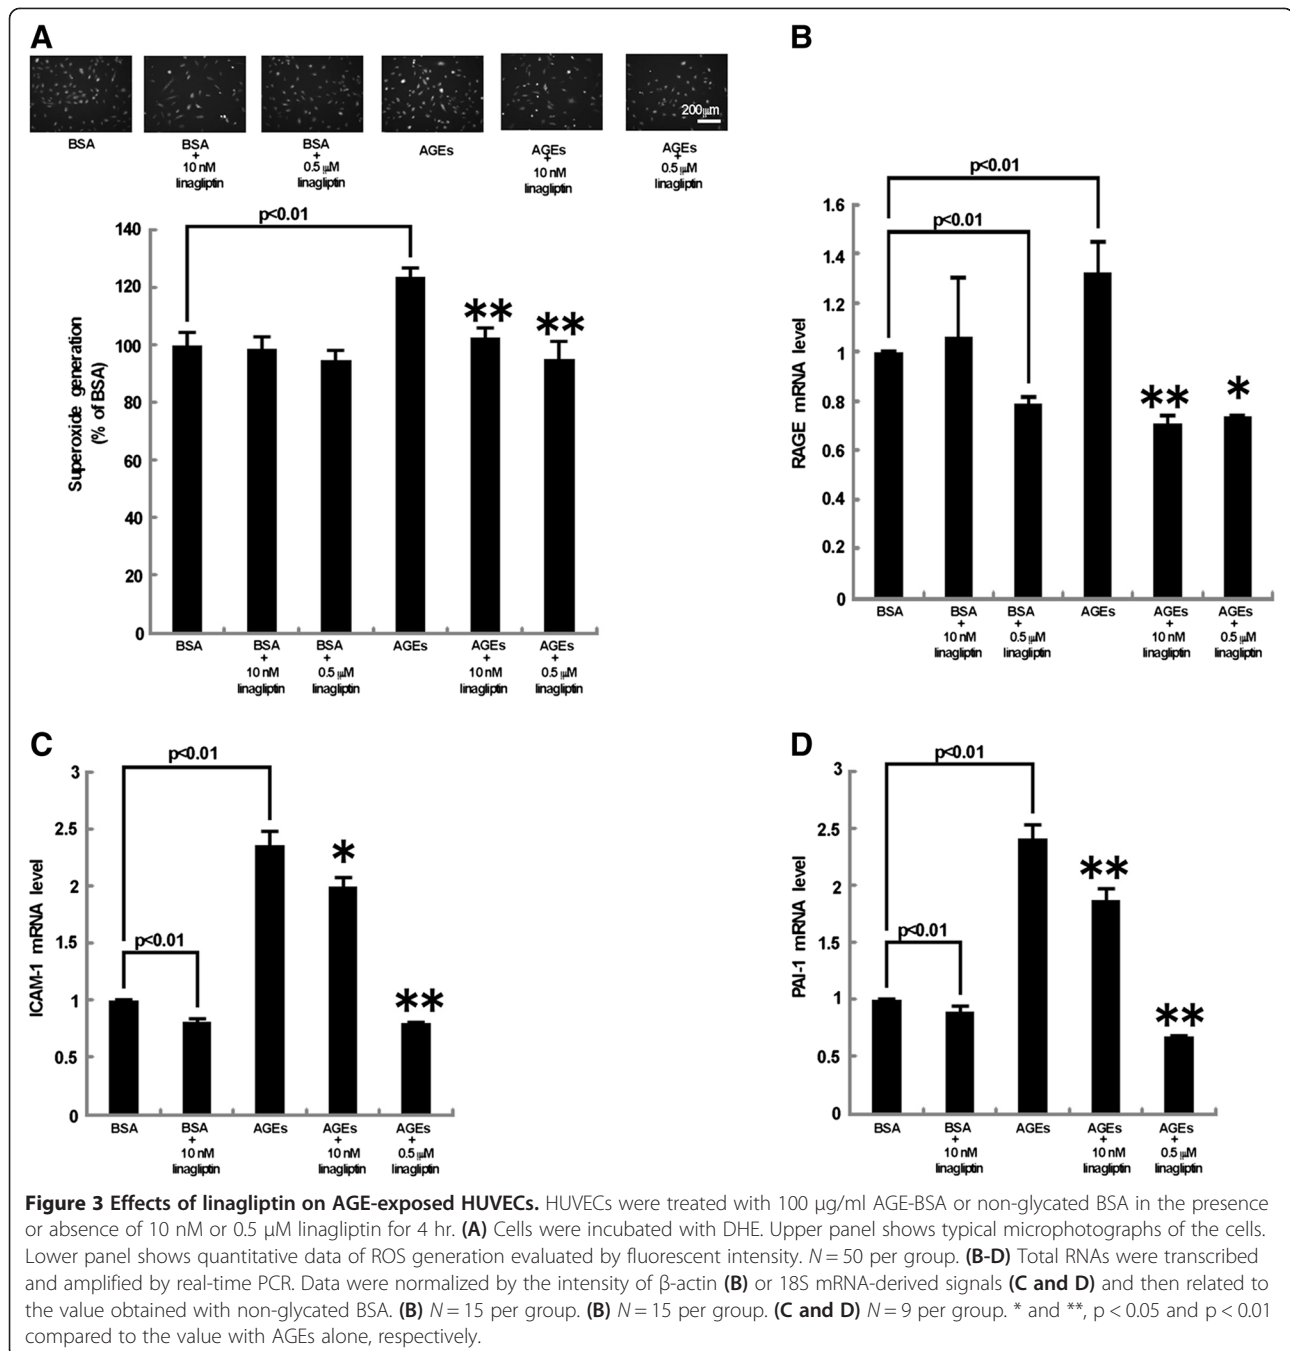 A
200μm
BSA
BSA
+
10 nM
linagliptin
BSA
+
0.5 μM
linagliptin
AGEs
AGEs
+
10 nM
linagliptin
AGEs
+
0.5 μM
linagliptin
p<0.01
Superoxide generation
(% of BSA)
140
120
100
80
60
40
20
0
**
**
BSA
BSA
+
10 nM
linagliptin
BSA
+
0.5 μM
linagliptin
AGEs
AGEs
+
10 nM
linagliptin
AGEs
+
0.5 μM
linagliptin
B
p<0.01
p<0.01
RAGE mRNA level
1.6
1.4
1.2
1
0.8
0.6
0.4
0.2
0
**
*
BSA
BSA
+
10 nM
linagliptin
BSA
+
0.5 μM
linagliptin
AGEs
AGEs
+
10 nM
linagliptin
AGEs
+
0.5 μM
linagliptin
C
p<0.01
p<0.01
ICAM-1 mRNA level
3
2.5
2
1.5
1
0.5
0
*
**
BSA
BSA
+
10 nM
linagliptin
AGEs
AGEs
+
10 nM
linagliptin
AGEs
+
0.5 μM
linagliptin
D
p<0.01
p<0.01
PAI-1 mRNA level
3
2.5
2
1.5
1
0.5
0
**
**
BSA
BSA
+
10 nM
linagliptin
AGEs
AGEs
+
10 nM
linagliptin
AGEs
+
0.5 μM
linagliptin
Figure 3 Effects of linagliptin on AGE-exposed HUVECs. HUVECs were treated with 100 μg/ml AGE-BSA or non-glycated BSA in the presence
or absence of 10 nM or 0.5 μM linagliptin for 4 hr. (A) Cells were incubated with DHE. Upper panel shows typical microphotographs of the cells.
Lower panel shows quantitative data of ROS generation evaluated by fluorescent intensity. N = 50 per group. (B-D) Total RNAs were transcribed
and amplified by real-time PCR. Data were normalized by the intensity of β-actin (B) or 18S mRNA-derived signals (C and D) and then related to
the value obtained with non-glycated BSA. (B) N = 15 per group. (B) N = 15 per group. (C and D) N = 9 per group. * and **, p < 0.05 and p < 0.01
compared to the value with AGEs alone, respectively.